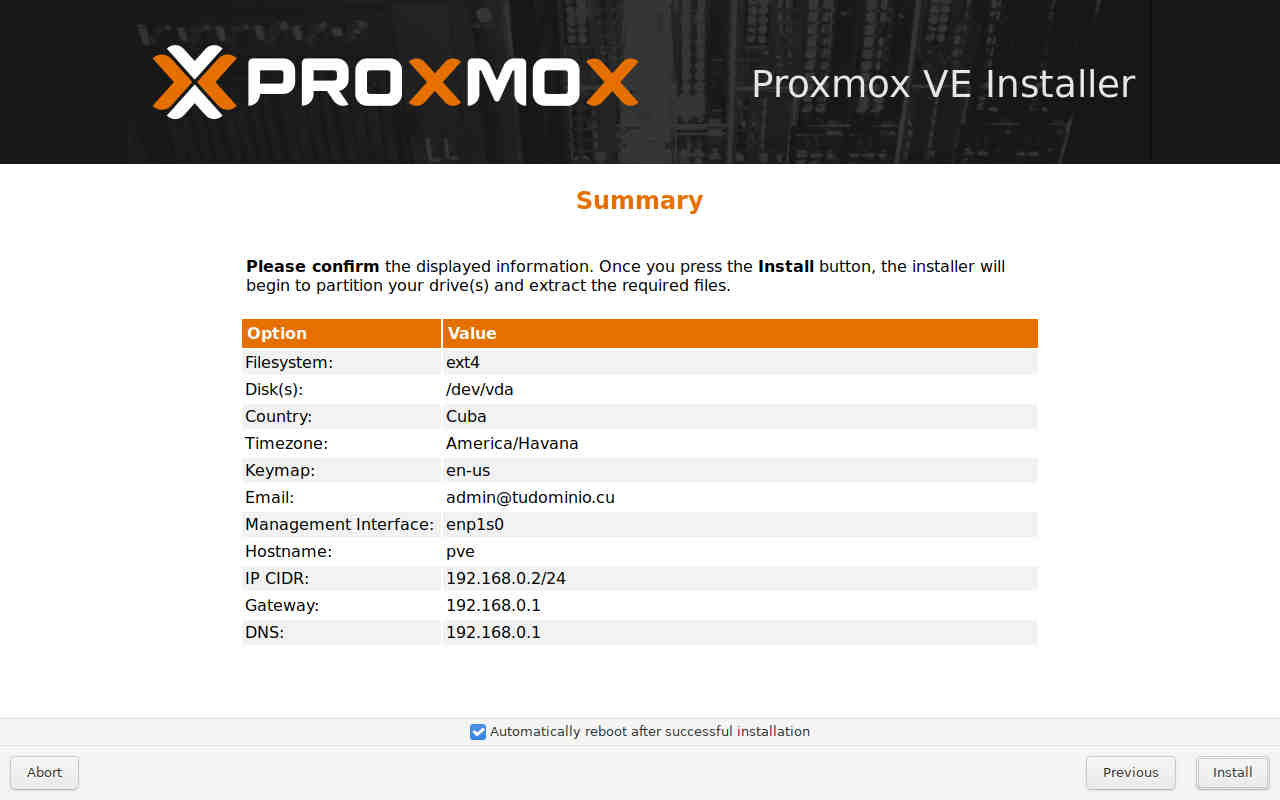 PROXMOX
Proxmox VE Installer
Summary
Please confirm the displayed information. Once you press the Install button, the installer will
begin to partition your drive(s) and extract the required files.
Option Value
Filesystem: ext4
Disk(s): /dev/vda
Country: Cuba
Timezone: America/Havana
Keymap: en-us
Email: admin@tudominio.cu
Management Interface: enp1s0
Hostname: pve
IP CIDR: 192.168.0.2/24
Gateway: 192.168.0.1
DNS: 192.168.0.1
Automatically reboot after successful installation
Abort Previous Install